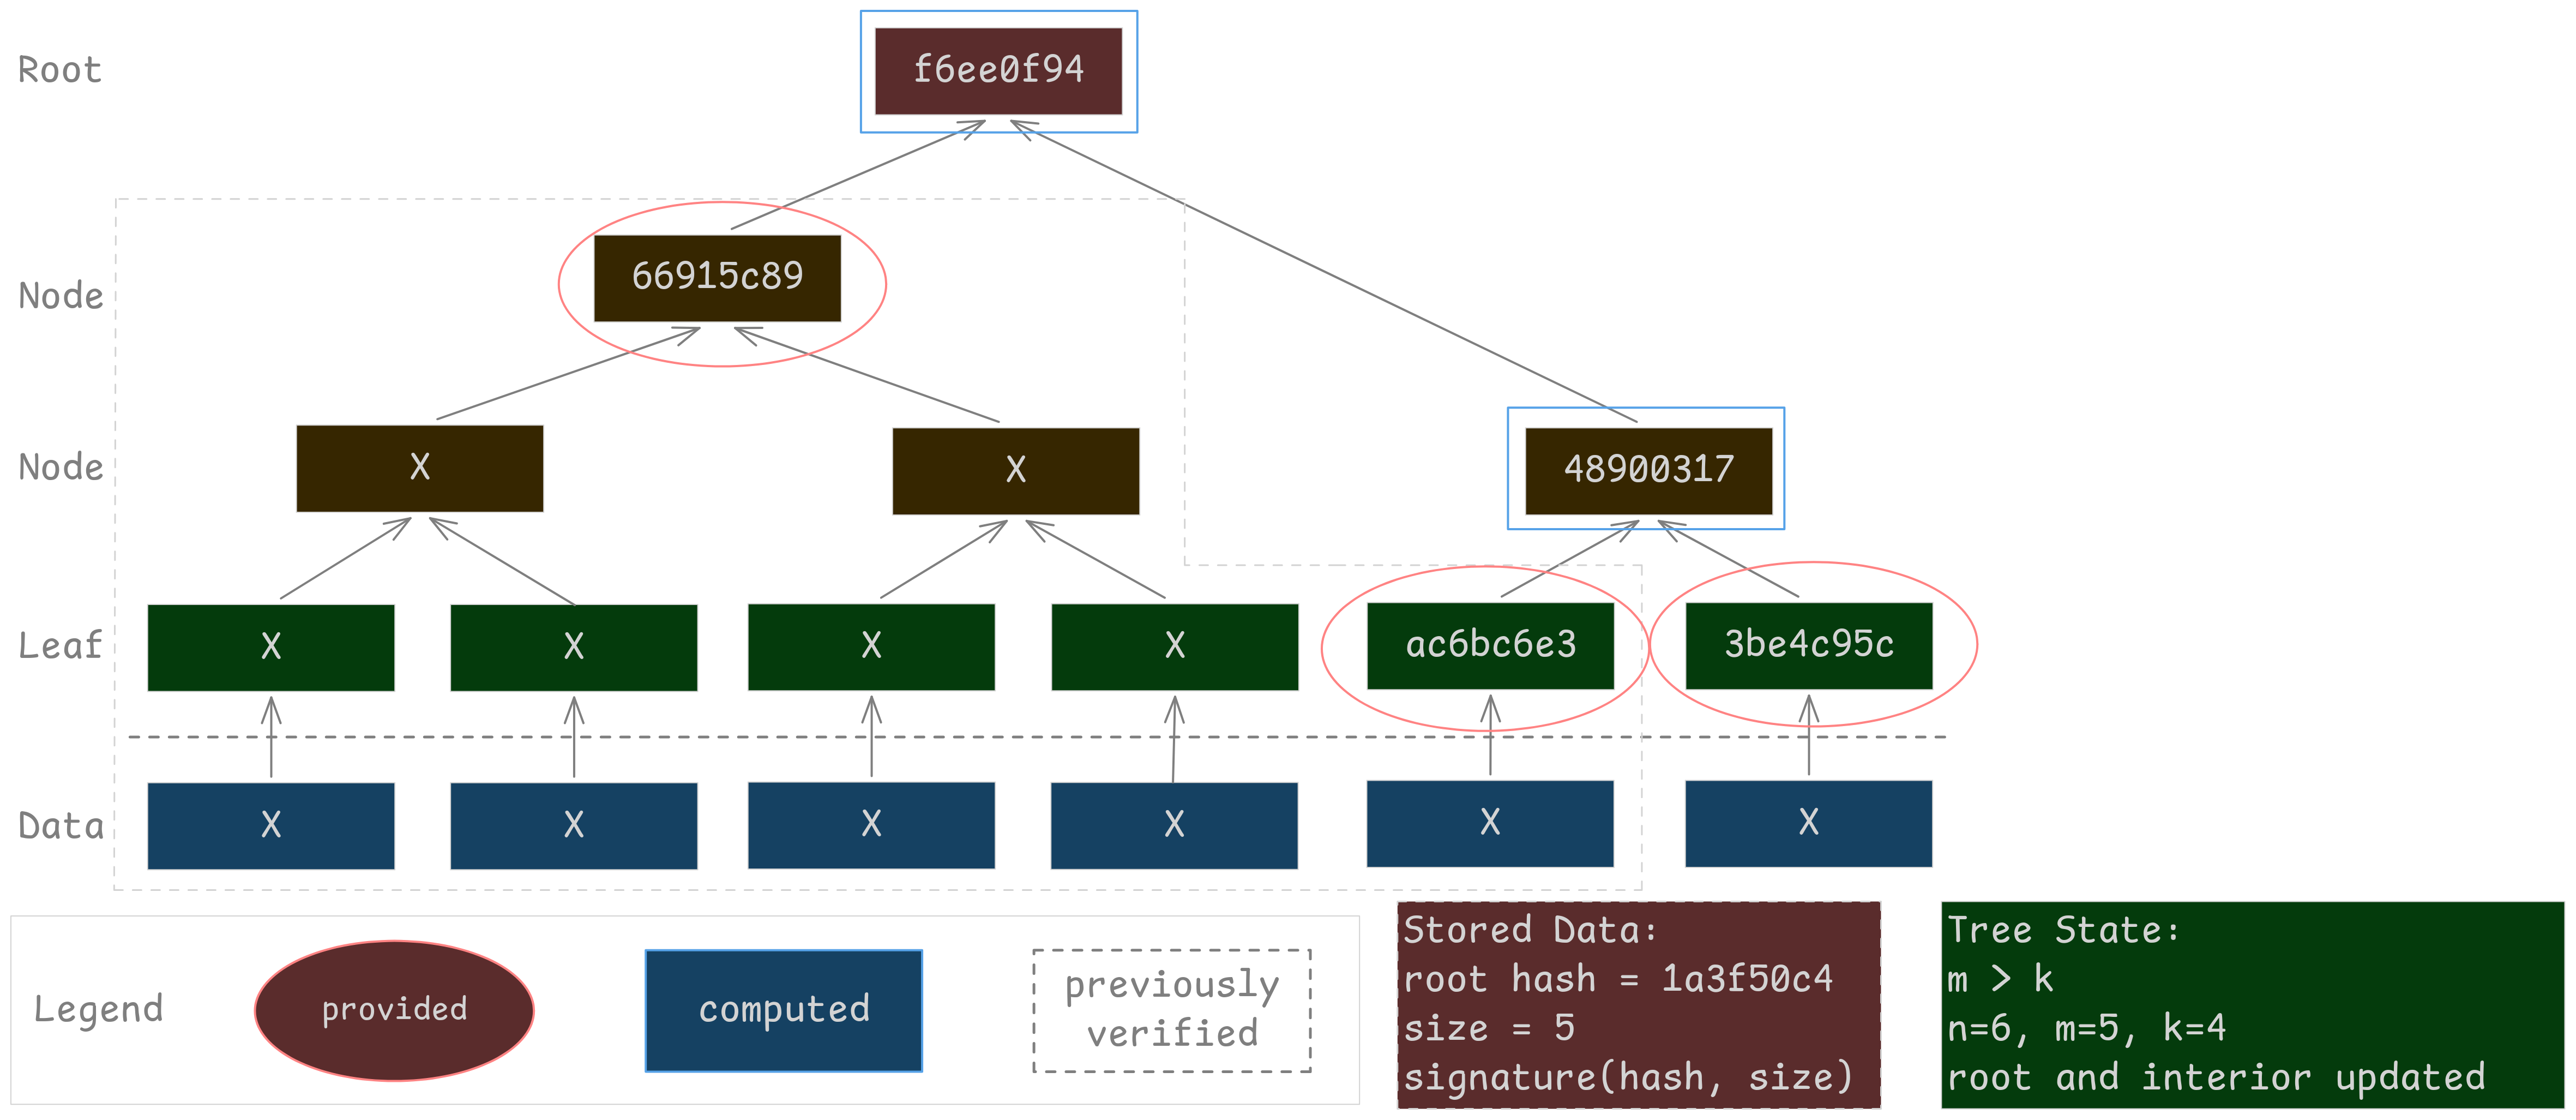 Root
f6ee0f94
Node
66915c89
Node
X
X
48900317
Leaf
X
X
X
X
ac6bc6e3
3be4c95c
Data
X
X
X
X
X
X
Legend
provided
computed
previously
verified
Stored Data:
root hash = 1a3f50c4
size = 5
signature(hash, size)
Tree State:
m > k
n=6, m=5, k=4
root and interior updated